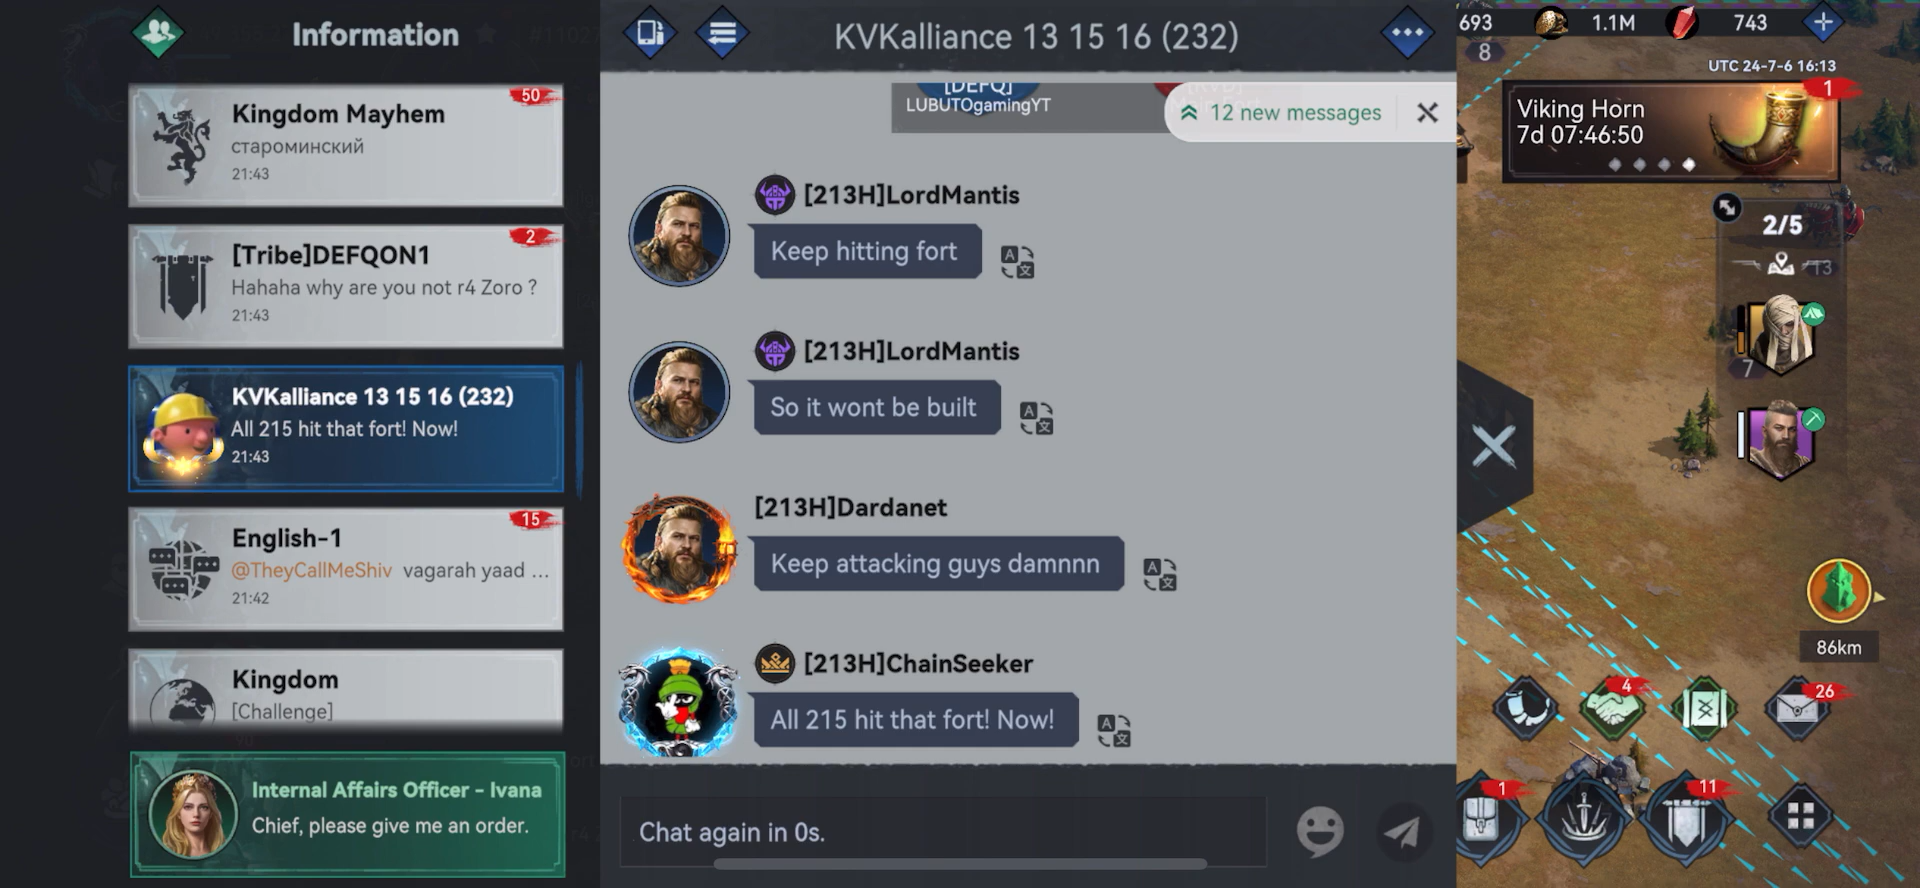 Information
Kingdom Mayhem
староминский
21:43
50
[Tribe]DEFQON1
Hahaha why are you not r4 Zoro ?
21:43
2
KVKalliance 13 15 16 (232)
All 215 hit that fort! Now!
21:43
English-1
@TheyCallMeShiv vagarah yaad ...
21:42
15
Kingdom
[Challenge]
Internal Affairs Officer - Ivana
Chief, please give me an order.
KVKalliance 13 15 16 (232)
[DEFQ]
LUBUTOgamingYT
12 new messages
[213H]LordMantis
Keep hitting fort
[213H]LordMantis
So it wont be built
[213H]Dardanet
Keep attacking guys damnnn
[213H]ChainSeeker
All 215 hit that fort! Now!
Chat again in 0s.
693
1.1M
743
8
UTC 24-7-6 16:13
Viking Horn
7d 07:46:50
1
2/5
13
7
86km
4
26
1
11